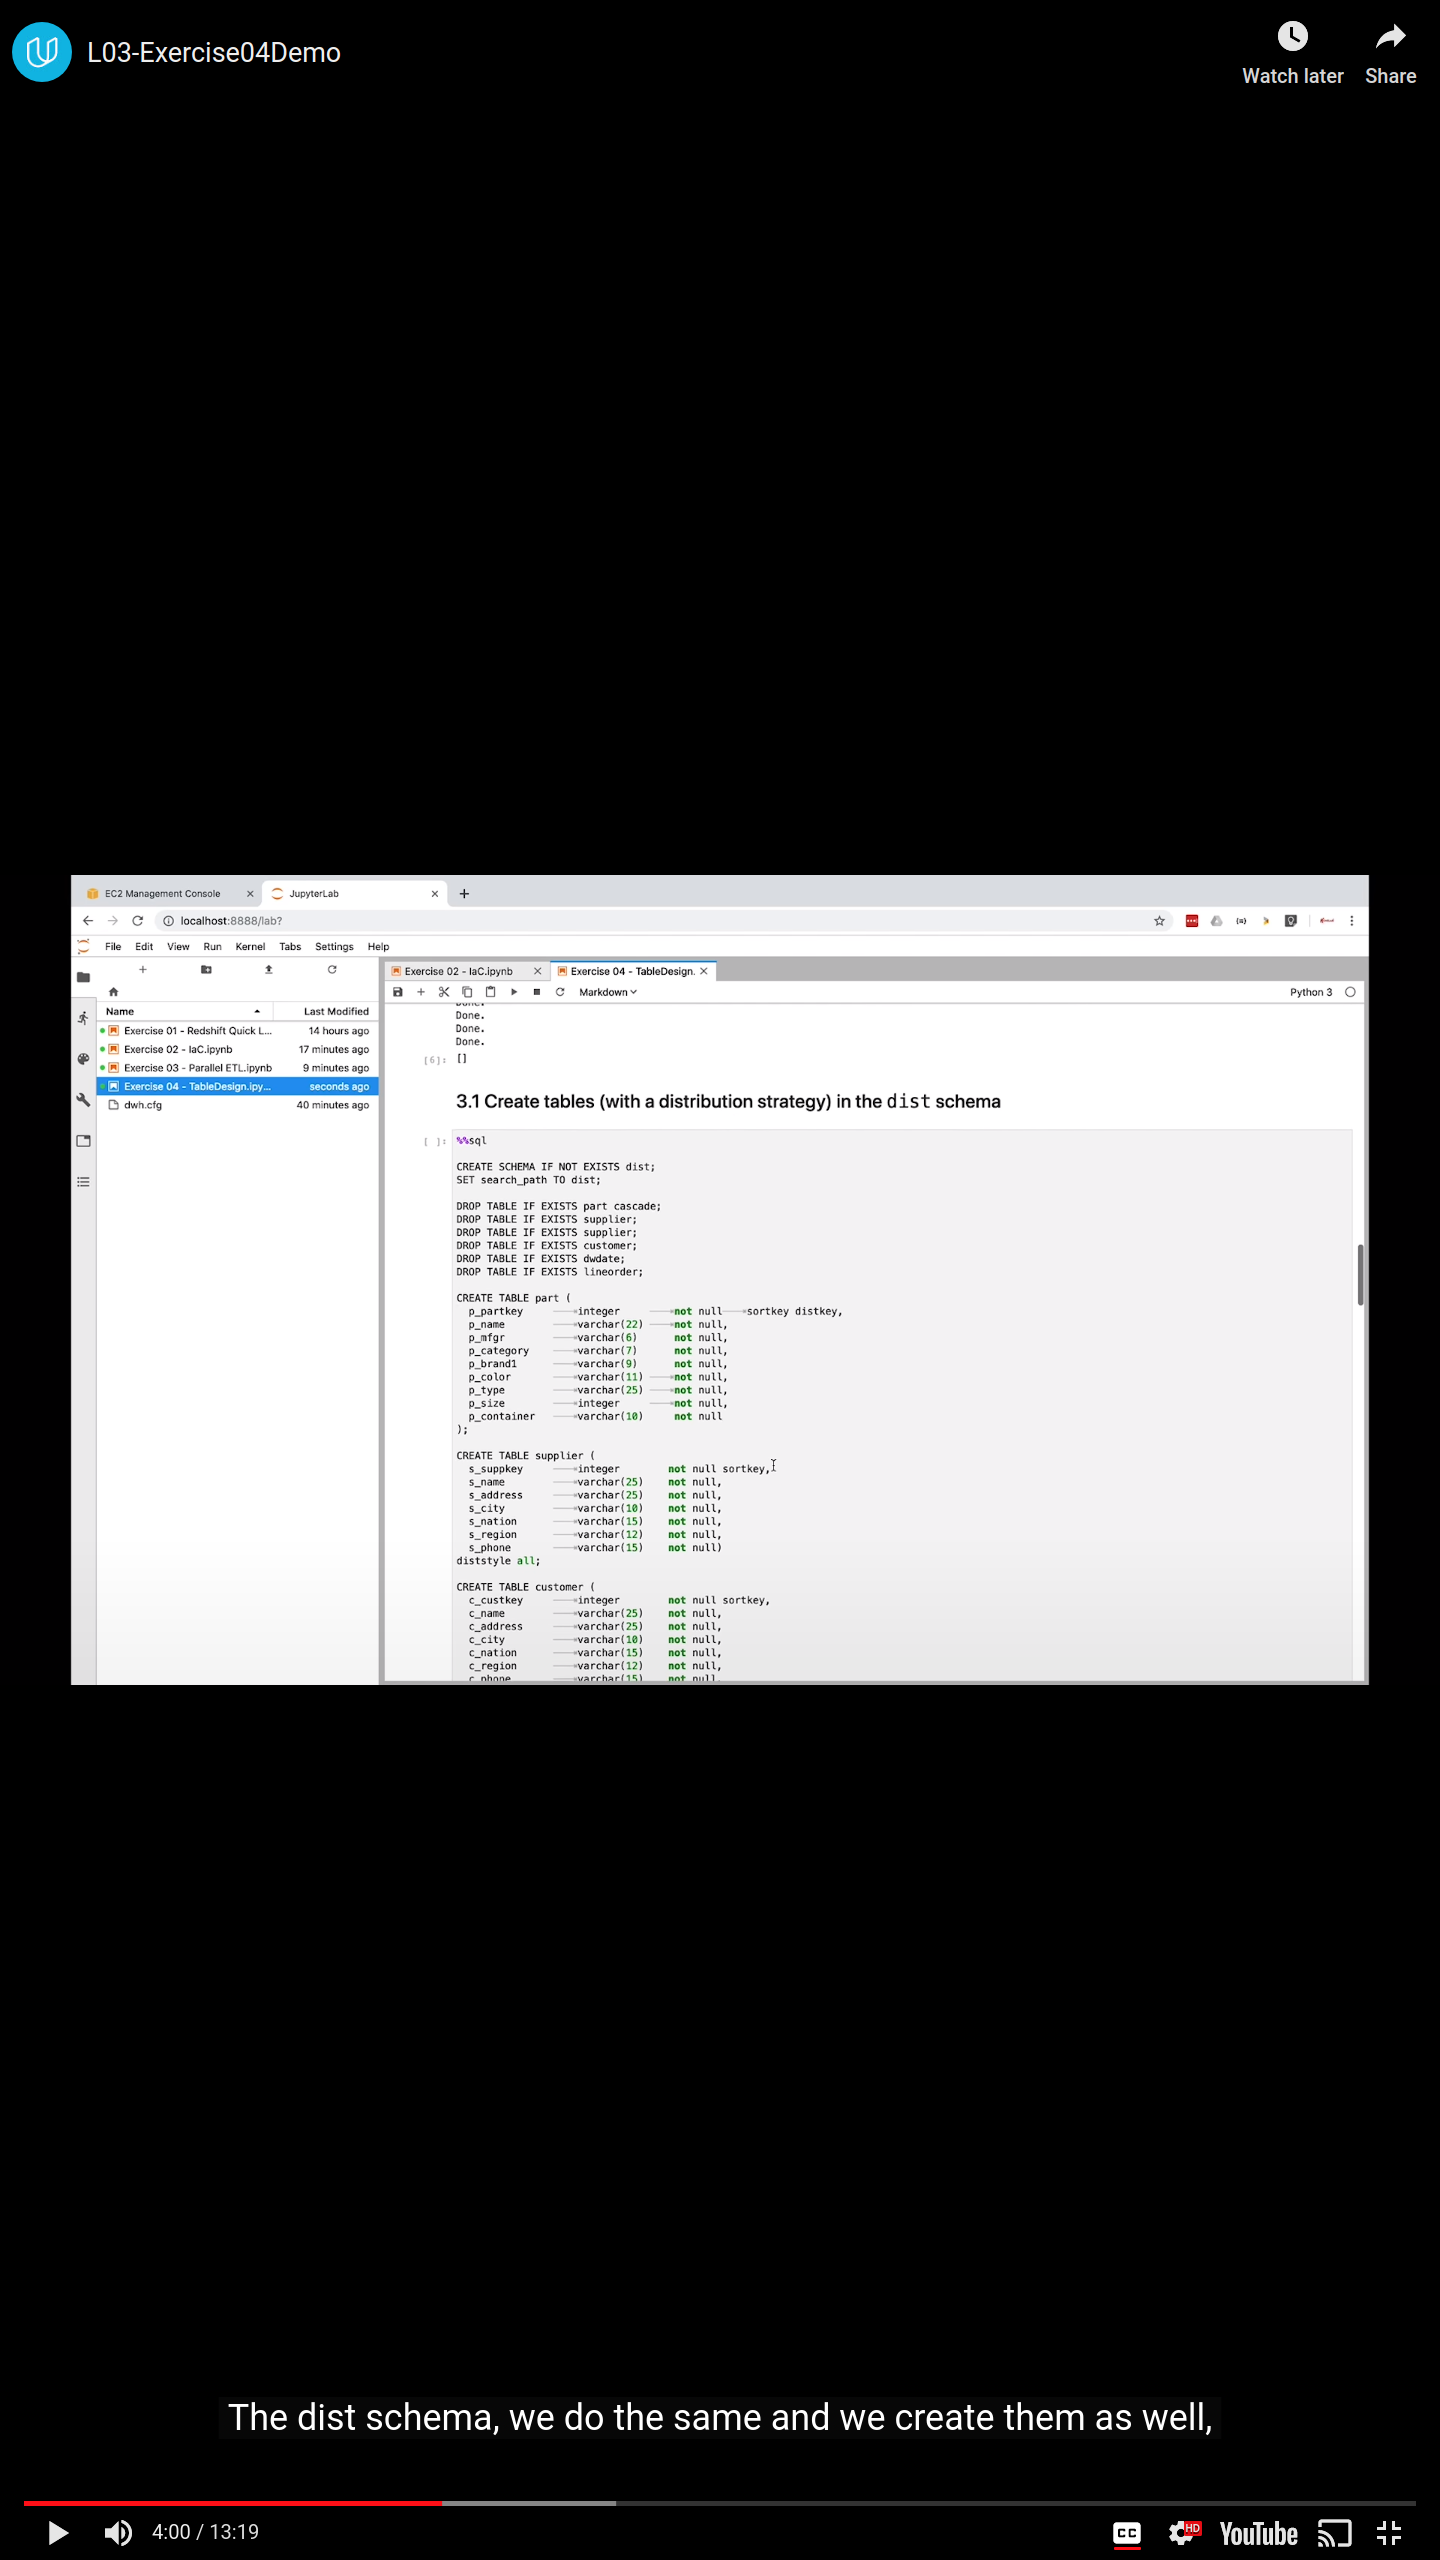 L03-Exercise04Demo
Watch later
Share
EC2 Management Console
JupyterLab
localhost:8888/lab?
File Edit View Run Kernel Tabs Settings Help
Exercise 02 - IaC.ipynb
Exercise 04 - TableDesign.
Markdown
Python 3
Name Last Modified
Exercise 01 - Redshift Quick L... 14 hours ago
Exercise 02 - IaC.ipynb 17 minutes ago
Exercise 03 - Parallel ETL.ipynb 9 minutes ago
Exercise 04 - TableDesign.ipy... seconds ago
dwh.cfg 40 minutes ago
Done.
Done.
Done.
Done.
[6]: []
3.1 Create tables (with a distribution strategy) in the dist schema
[ ]: %%sql
CREATE SCHEMA IF NOT EXISTS dist;
SET search_path TO dist;
DROP TABLE IF EXISTS part cascade;
DROP TABLE IF EXISTS supplier;
DROP TABLE IF EXISTS supplier;
DROP TABLE IF EXISTS customer;
DROP TABLE IF EXISTS dwdate;
DROP TABLE IF EXISTS lineorder;
CREATE TABLE part (
p_partkey integer not null sortkey distkey,
p_name varchar(22) not null,
p_mfgr varchar(6) not null,
p_category varchar(7) not null,
p_brand1 varchar(9) not null,
p_color varchar(11) not null,
p_type varchar(25) not null,
p_size integer not null,
p_container varchar(10) not null
);
CREATE TABLE supplier (
s_suppkey integer not null sortkey,
s_name varchar(25) not null,
s_address varchar(25) not null,
s_city varchar(10) not null,
s_nation varchar(15) not null,
s_region varchar(12) not null,
s_phone varchar(15) not null)
diststyle all;
CREATE TABLE customer (
c_custkey integer not null sortkey,
c_name varchar(25) not null,
c_address varchar(25) not null,
c_city varchar(10) not null,
c_nation varchar(15) not null,
c_region varchar(12) not null,
c_phone varchar(15) not null,
The dist schema, we do the same and we create them as well,
4:00 / 13:19
CC
HD
YouTube